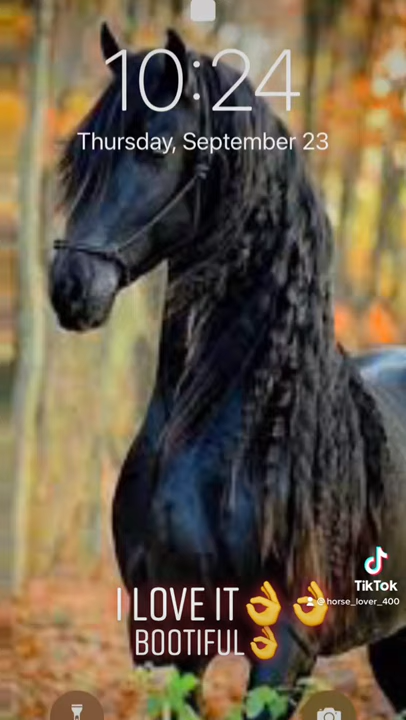 10:24
Thursday, September 23
TikTok
I LOVE IT👌👌
@horse_lover_400
BOOTIFUL👌